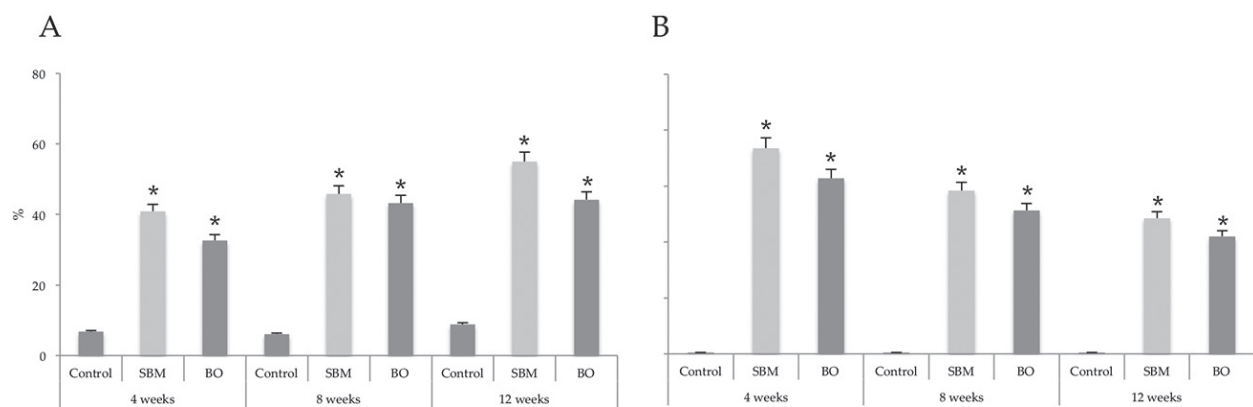 A B
80
60
40
20
0
%
* * * * * *
* * * * * *
Control SBM BO Control SBM BO Control SBM BO
4 weeks 8 weeks 12 weeks
Control SBM BO Control SBM BO Control SBM BO
4 weeks 8 weeks 12 weeks